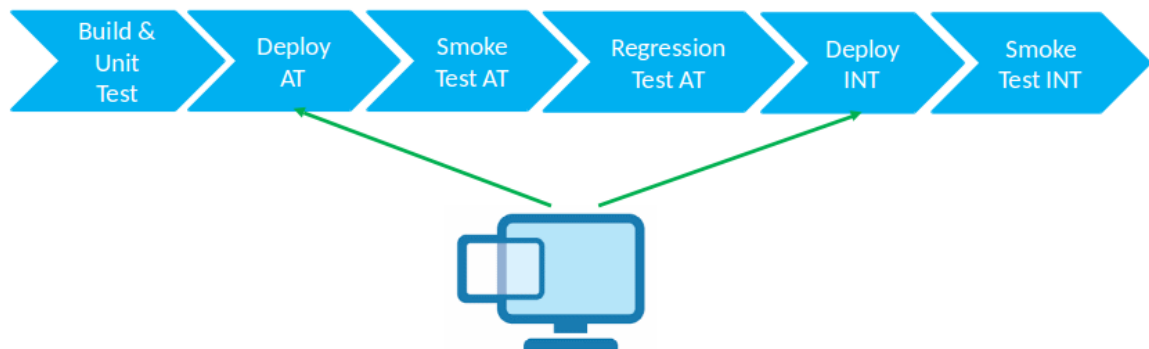 Build &
Unit
Test
Deploy
AT
Smoke
Test AT
Regression
Test AT
Deploy
INT
Smoke
Test INT